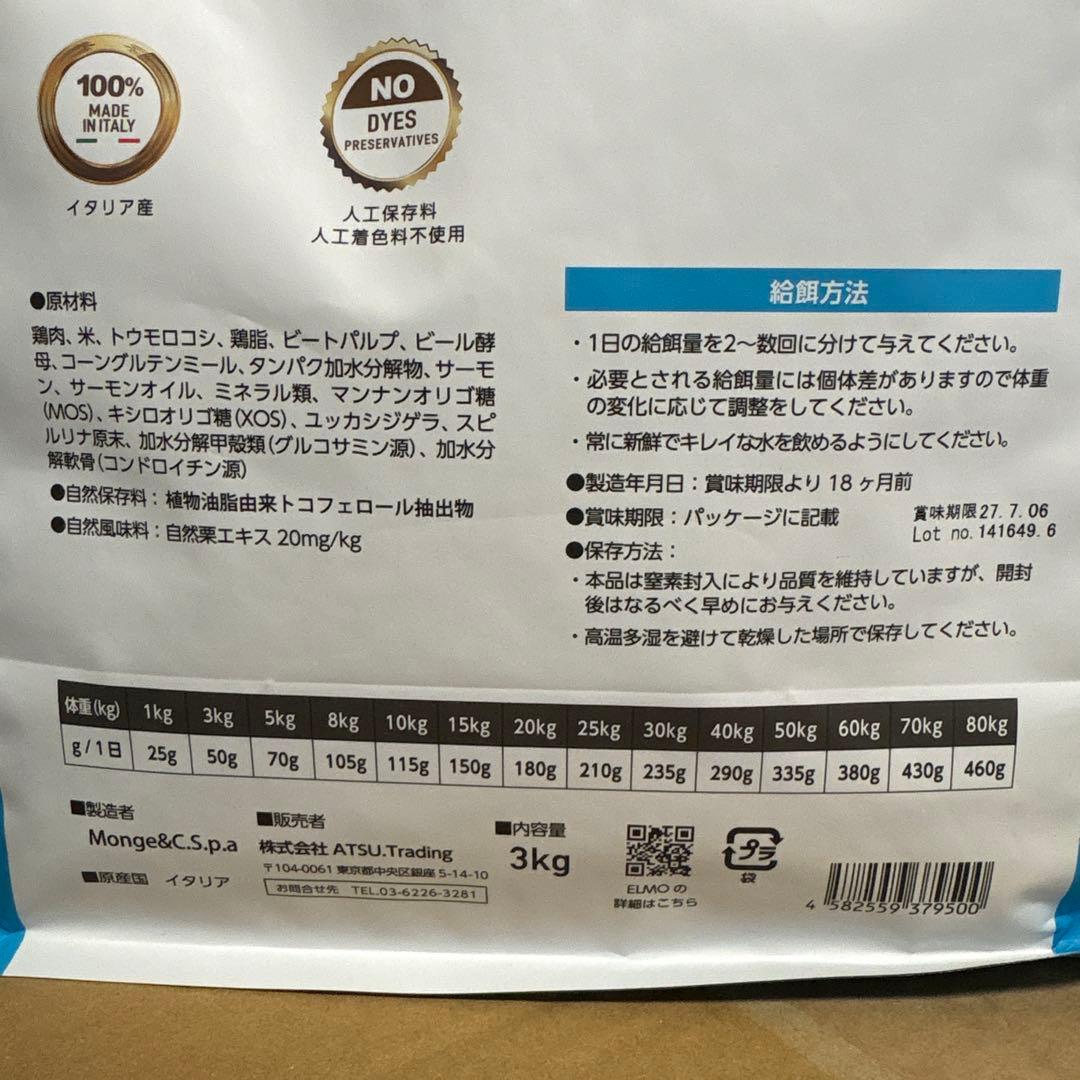 100%
MADE
IN ITALY
イタリア産
NO
DYES
PRESERVATIVES
人工保存料
人工着色料不使用
●原材料
鶏肉、米、トウモロコシ、鶏脂、ビートパルプ、ビール酵
母、コーングルテンミール、タンパク加水分解物、サーモ
ン、サーモンオイル、ミネラル類、マンナンオリゴ糖
(MOS)、キシロオリゴ糖(XOS)、ユッカシジゲラ、スピ
ルリナ原末、加水分解甲殻類(グルコサミン源)、加水分
解軟骨(コンドロイチン源)
●自然保存料：植物油脂由来トコフェロール抽出物
●自然風味料：自然栗エキス 20mg/kg
給餌方法
・1日の給餌量を2〜数回に分けて与えてください。
・必要とされる給餌量には個体差がありますので体重
の変化に応じて調整をしてください。
・常に新鮮でキレイな水を飲めるようにしてください。
●製造年月日：賞味期限より 18 ヶ月前
●賞味期限：パッケージに記載
賞味期限27.7.06
Lot no.141649.6
●保存方法：
・本品は窒素封入により品質を維持していますが、開封
後はなるべく早めにお与えください。
・高温多湿を避けて乾燥した場所で保存してください。
体重(kg) 1kg 3kg 5kg 8kg 10kg 15kg 20kg 25kg 30kg 40kg 50kg 60kg 70kg 80kg
g/1日 25g 50g 70g 105g 115g 150g 180g 210g 235g 290g 335g 380g 430g 460g
■製造者
Monge&C.S.p.a
■原産国 イタリア
■販売者
株式会社 ATSU.Trading
〒104-0061 東京都中央区銀座 5-14-10
お問合せ先 TEL.03-6226-3281
■内容量
3kg
ELMO の
詳細はこちら
プラ
袋
4 582559 379500